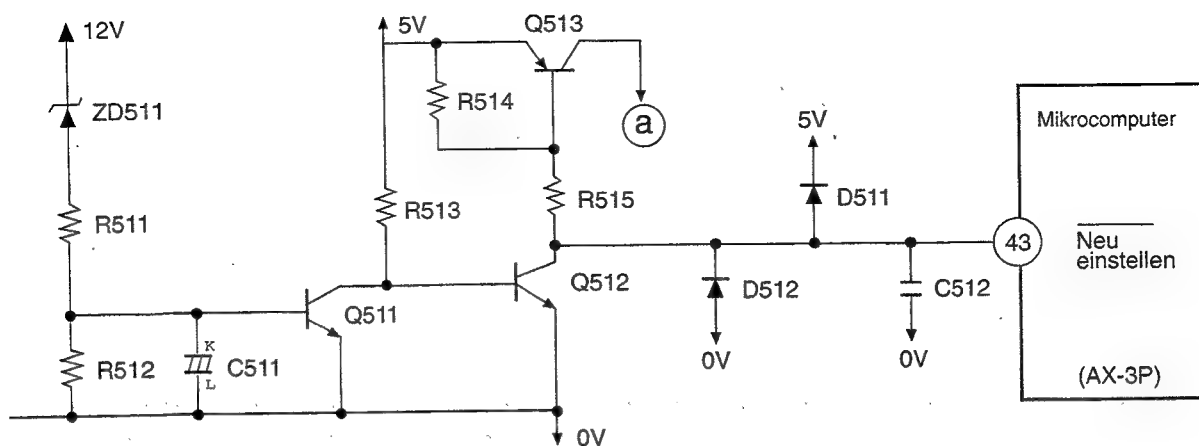 12V
ZD511
R511
R512
K
L
C511
5V
R513
Q511
R514
Q513
a
R515
Q512
0V
D512
0V
5V
D511
C512
0V
43
Mikrocomputer
Neu
einstellen
(AX-3P)